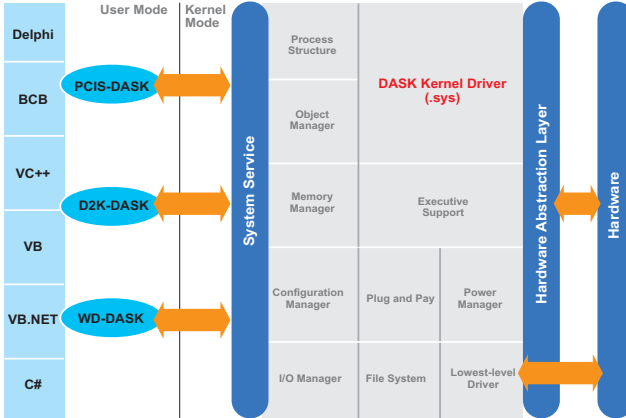 User Mode
Kernel
Mode
Delphi
BCB
VC++
VB
VB.NET
C#
PCIS-DASK
D2K-DASK
WD-DASK
System Service
Process
Structure
DASK Kernel Driver
(.sys)
Object
Manager
Memory
Manager
Executive
Support
Configuration
Manager
Plug and Pay
Power
Manager
I/O Manager
File System
Lowest-level
Driver
Hardware Abstraction Layer
Hardware